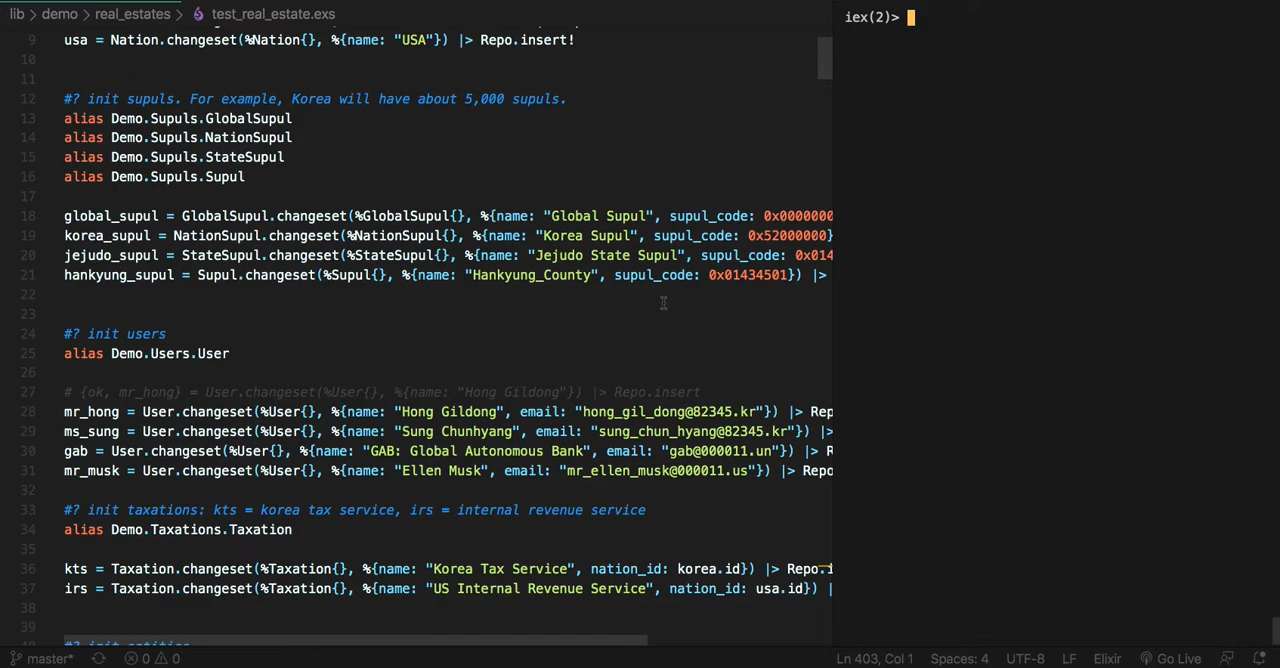 lib > demo > real_estates > test_real_estate.exs
iex(2)>
9 usa = Nation.changeset(%Nation{}, %{name: "USA"}) |> Repo.insert!
10
11
12 #? init supuls. For example, Korea will have about 5,000 supuls.
13 alias Demo.Supuls.GlobalSupul
14 alias Demo.Supuls.NationSupul
15 alias Demo.Supuls.StateSupul
16 alias Demo.Supuls.Supul
17
18 global_supul = GlobalSupul.changeset(%GlobalSupul{}, %{name: "Global Supul", supul_code: 0x0000000
19 korea_supul = NationSupul.changeset(%NationSupul{}, %{name: "Korea Supul", supul_code: 0x52000000}
20 jejudo_supul = StateSupul.changeset(%StateSupul{}, %{name: "Jejudo State Supul", supul_code: 0x014
21 hankyung_supul = Supul.changeset(%Supul{}, %{name: "Hankyung_County", supul_code: 0x01434501}) |>
22
23
24 #? init users
25 alias Demo.Users.User
26
27 # {ok, mr_hong} = User.changeset(%User{}, %{name: "Hong Gildong"}) |> Repo.insert
28 mr_hong = User.changeset(%User{}, %{name: "Hong Gildong", email: "hong_gil_dong@82345.kr"}) |> Rep
29 ms_sung = User.changeset(%User{}, %{name: "Sung Chunhyang", email: "sung_chun_hyang@82345.kr"}) |>
30 gab = User.changeset(%User{}, %{name: "GAB: Global Autonomous Bank", email: "gab@000011.un"}) |> R
31 mr_musk = User.changeset(%User{}, %{name: "Ellen Musk", email: "mr_ellen_musk@000011.us"}) |> Repo
32
33 #? init taxations: kts = korea tax service, irs = internal revenue service
34 alias Demo.Taxations.Taxation
35
36 kts = Taxation.changeset(%Taxation{}, %{name: "Korea Tax Service", nation_id: korea.id}) |> Repo.i
37 irs = Taxation.changeset(%Taxation{}, %{name: "US Internal Revenue Service", nation_id: usa.id}) |
38
39
#? init entities
master* 0 0 Ln 403, Col 1 Spaces: 4 UTF-8 LF Elixir Go Live